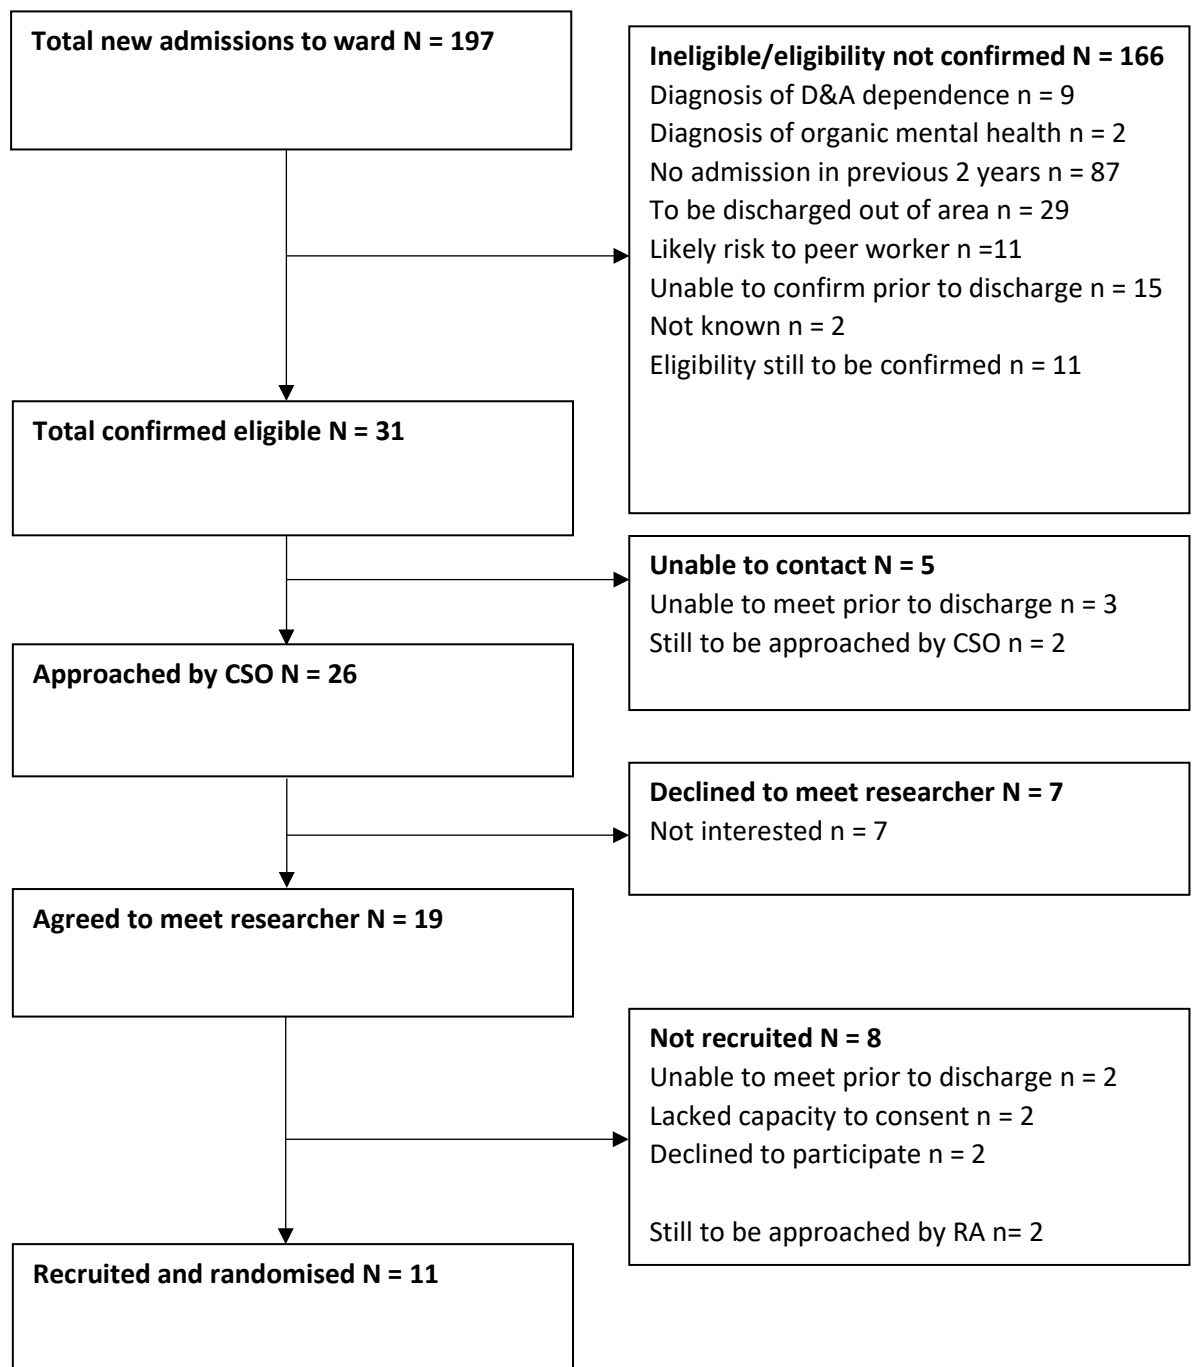 Total new admissions to ward N = 197
Ineligible/eligibility not confirmed N = 166
Diagnosis of D&A dependence n = 9
Diagnosis of organic mental health n = 2
No admission in previous 2 years n = 87
To be discharged out of area n = 29
Likely risk to peer worker n =11
Unable to confirm prior to discharge n = 15
Not known n = 2
Eligibility still to be confirmed n = 11
Total confirmed eligible N = 31
Unable to contact N = 5
Unable to meet prior to discharge n = 3
Still to be approached by CSO n = 2
Approached by CSO N = 26
Declined to meet researcher N = 7
Not interested n = 7
Agreed to meet researcher N = 19
Not recruited N = 8
Unable to meet prior to discharge n = 2
Lacked capacity to consent n = 2
Declined to participate n = 2
Still to be approached by RA n= 2
Recruited and randomised N = 11